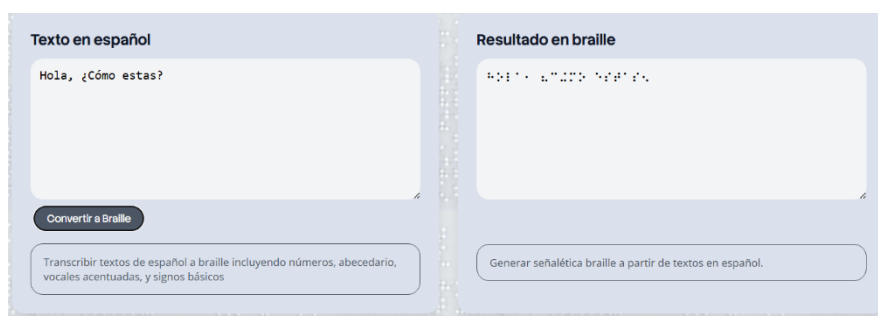 Texto en español
Hola, ¿Cómo estas?
Convertir a Braille
Transcribir textos de español a braille incluyendo números, abecedario,
vocales acentuadas, y signos básicos
Resultado en braille
⠓⠕⠇⠁⠂ ⠦⠉⠬⠍⠕ ⠑⠎⠞⠁⠎⠢
Generar señalética braille a partir de textos en español.